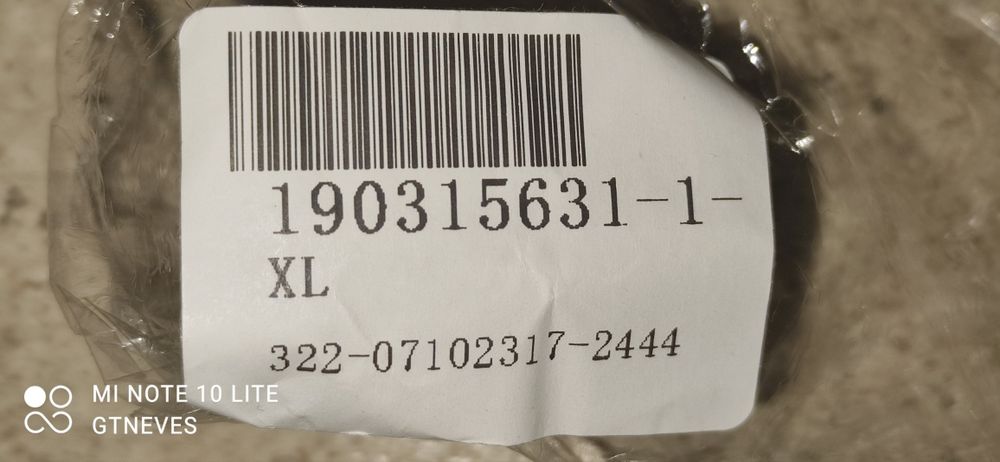 190315631-1-
XL
322-07102317-2444
MI NOTE 10 LITE
GTNEVES